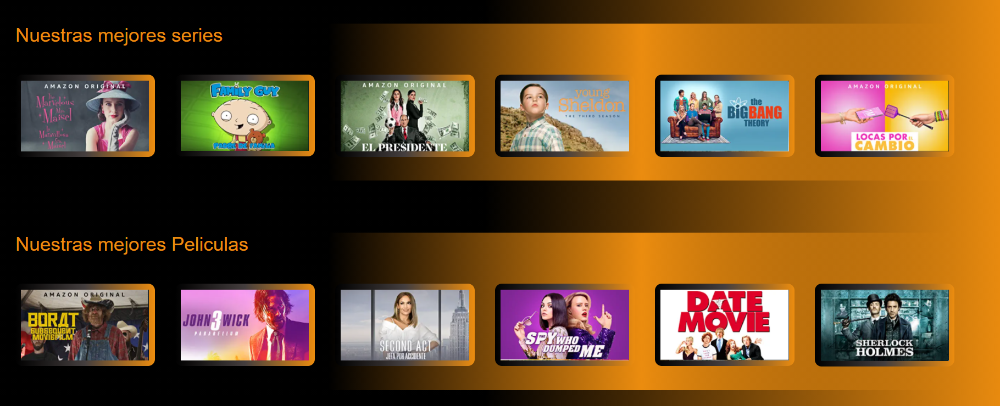 Nuestras mejores series
AMAZON ORIGINAL
The
Marvelous
Mrs.
Maisel
La
Maravillosa
Sra.
Maisel
FAMILY GUY
PADRE DE FAMILIA
AMAZON ORIGINAL
EL PRESIDENTE
young
Sheldon
THE THIRD SEASON
the
BIGBANG
THEORY
AMAZON ORIGINAL
LOCAS POR EL
CAMBIO
Nuestras mejores Peliculas
AMAZON ORIGINAL
BORAT
SUBSEQUENT
MOVIEFILM
JOHN 3 WICK
PARABELLUM
SECOND ACT
JEFA POR ACCIDENTE
THE SPY WHO
DUMPED ME
DATE
MOVIE
SHERLOCK
HOLMES